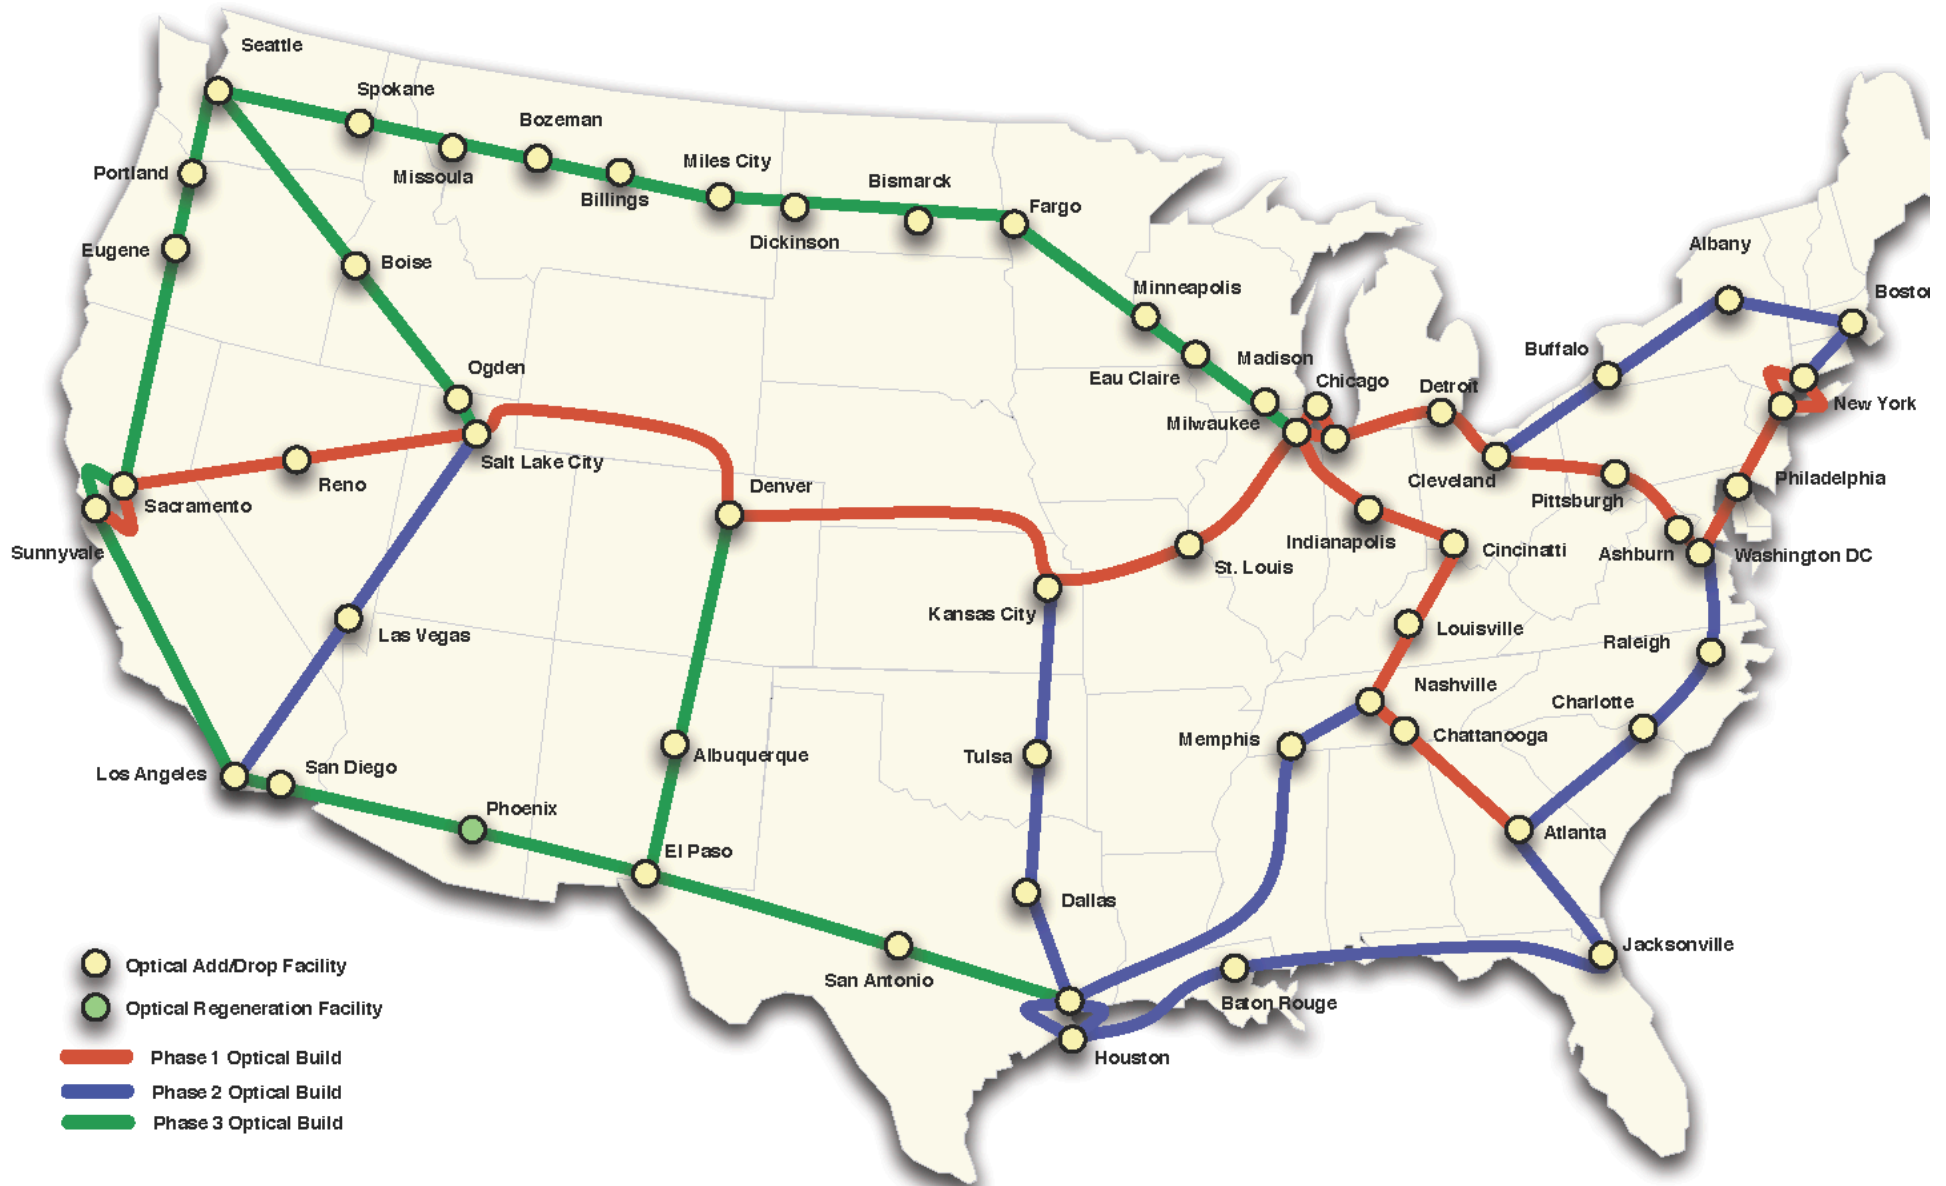 Seattle
Spokane
Bozeman
Portland
Missoula
Miles City
Billings
Bismarck
Fargo
Eugene
Boise
Dickinson
Albany
Minneapolis
Bosto
Ogden
Eau Claire
Madison
Chicago
Detroit
Buffalo
New York
Milwaukee
Salt Lake City
Reno
Denver
Cleveland
Pittsburgh
Philadelphia
Sacramento
Sunnyvale
Indianapolis
Cincinatti
Ashburn
Washington DC
St. Louis
Kansas City
Las Vegas
Louisville
Raleigh
Nashville
Charlotte
Chattanooga
Memphis
Tulsa
Albuquerque
Los Angeles
San Diego
Phoenix
El Paso
Atlanta
Dallas
Jacksonville
San Antonio
Baton Rouge
Houston
Optical Add/Drop Facility
Optical Regeneration Facility
Phase 1 Optical Build
Phase 2 Optical Build
Phase 3 Optical Build